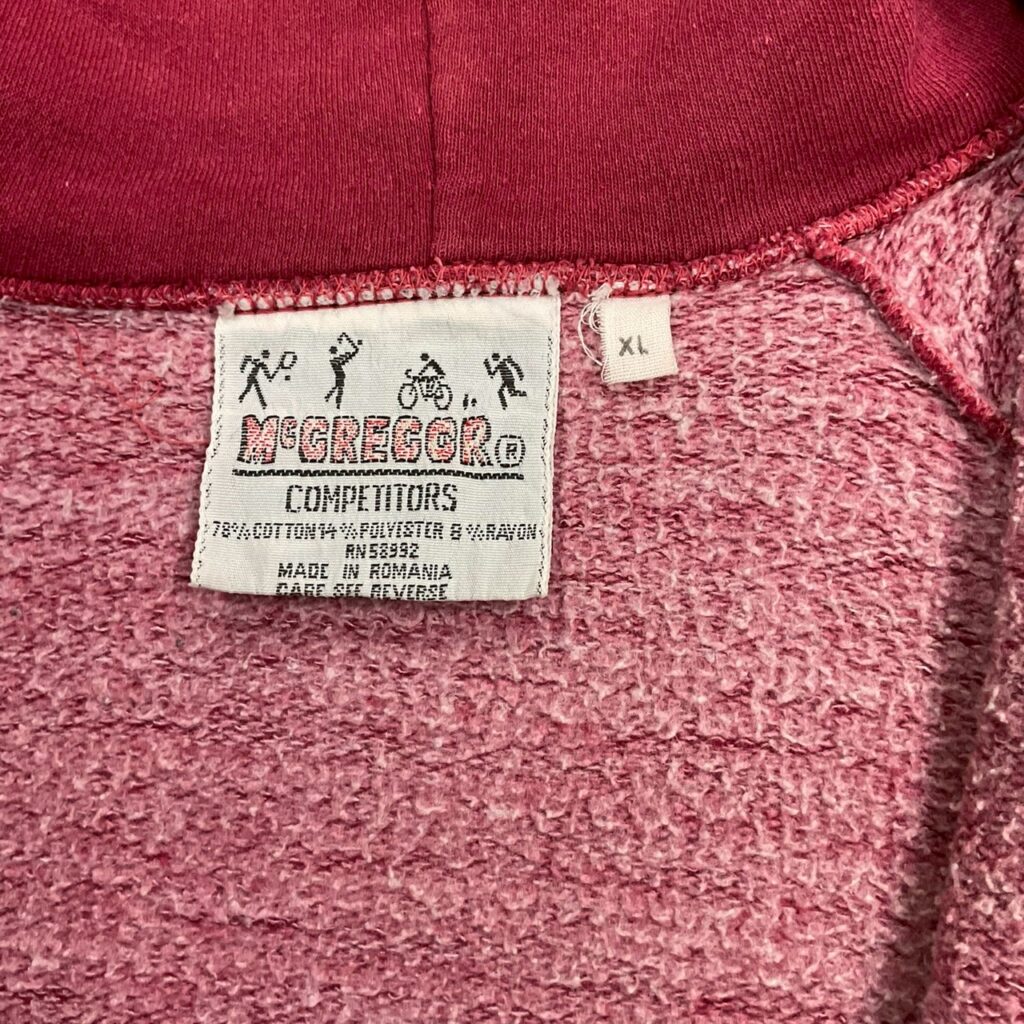 McGREGOR ®
COMPETITORS
78% COTTON 14% POLYESTER 8% RAYON
RN 58992
MADE IN ROMANIA
CARE SEE REVERSE
XL